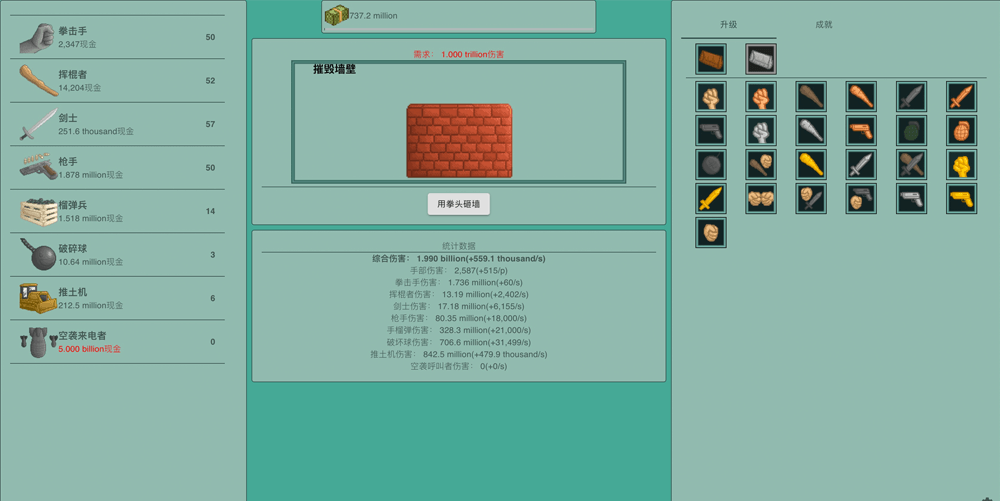 拳击手
2,347现金
50
挥棍者
14,204现金
52
剑士
251.6 thousand现金
57
枪手
1.878 million现金
50
榴弹兵
1.518 million现金
14
破碎球
10.64 million现金
3
推土机
212.5 million现金
6
空袭来电者
5.000 billion现金
0
737.2 million
需求： 1.000 trillion伤害
摧毁墙壁
用拳头砸墙
统计数据
综合伤害： 1.990 billion(+559.1 thousand/s)
手部伤害： 2,587(+515/p)
拳击手伤害： 1.736 million(+60/s)
挥棍者伤害： 13.19 million(+2,402/s)
剑士伤害： 17.18 million(+6,155/s)
枪手伤害： 80.35 million(+18,000/s)
手榴弹伤害： 328.3 million(+21,000/s)
破坏球伤害： 706.6 million(+31,499/s)
推土机伤害： 842.5 million(+479.9 thousand/s)
空袭呼叫者伤害： 0(+0/s)
升级
成就